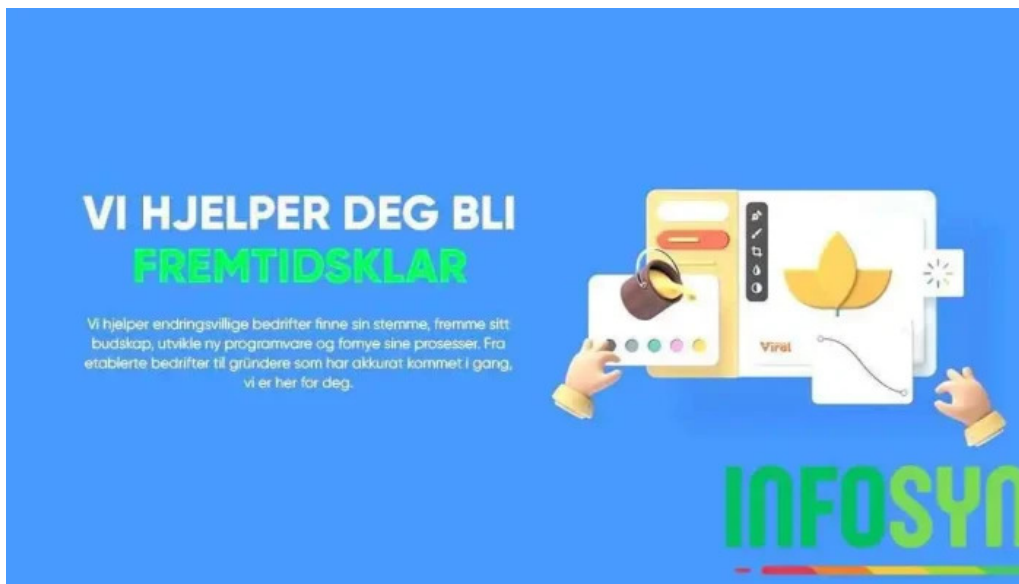 VI HJELPER DEG BLI
FREMTIDSKLAR
Vi hjelper endringsvillige bedrifter finne sin stemme, fremme sitt
budskap, utvikle ny programvare og fornye sine prosesser. Fra
etablerte bedrifter til gründere som har akkurat kommet i gang,
vi er her for deg.
Viral
INFOSYN